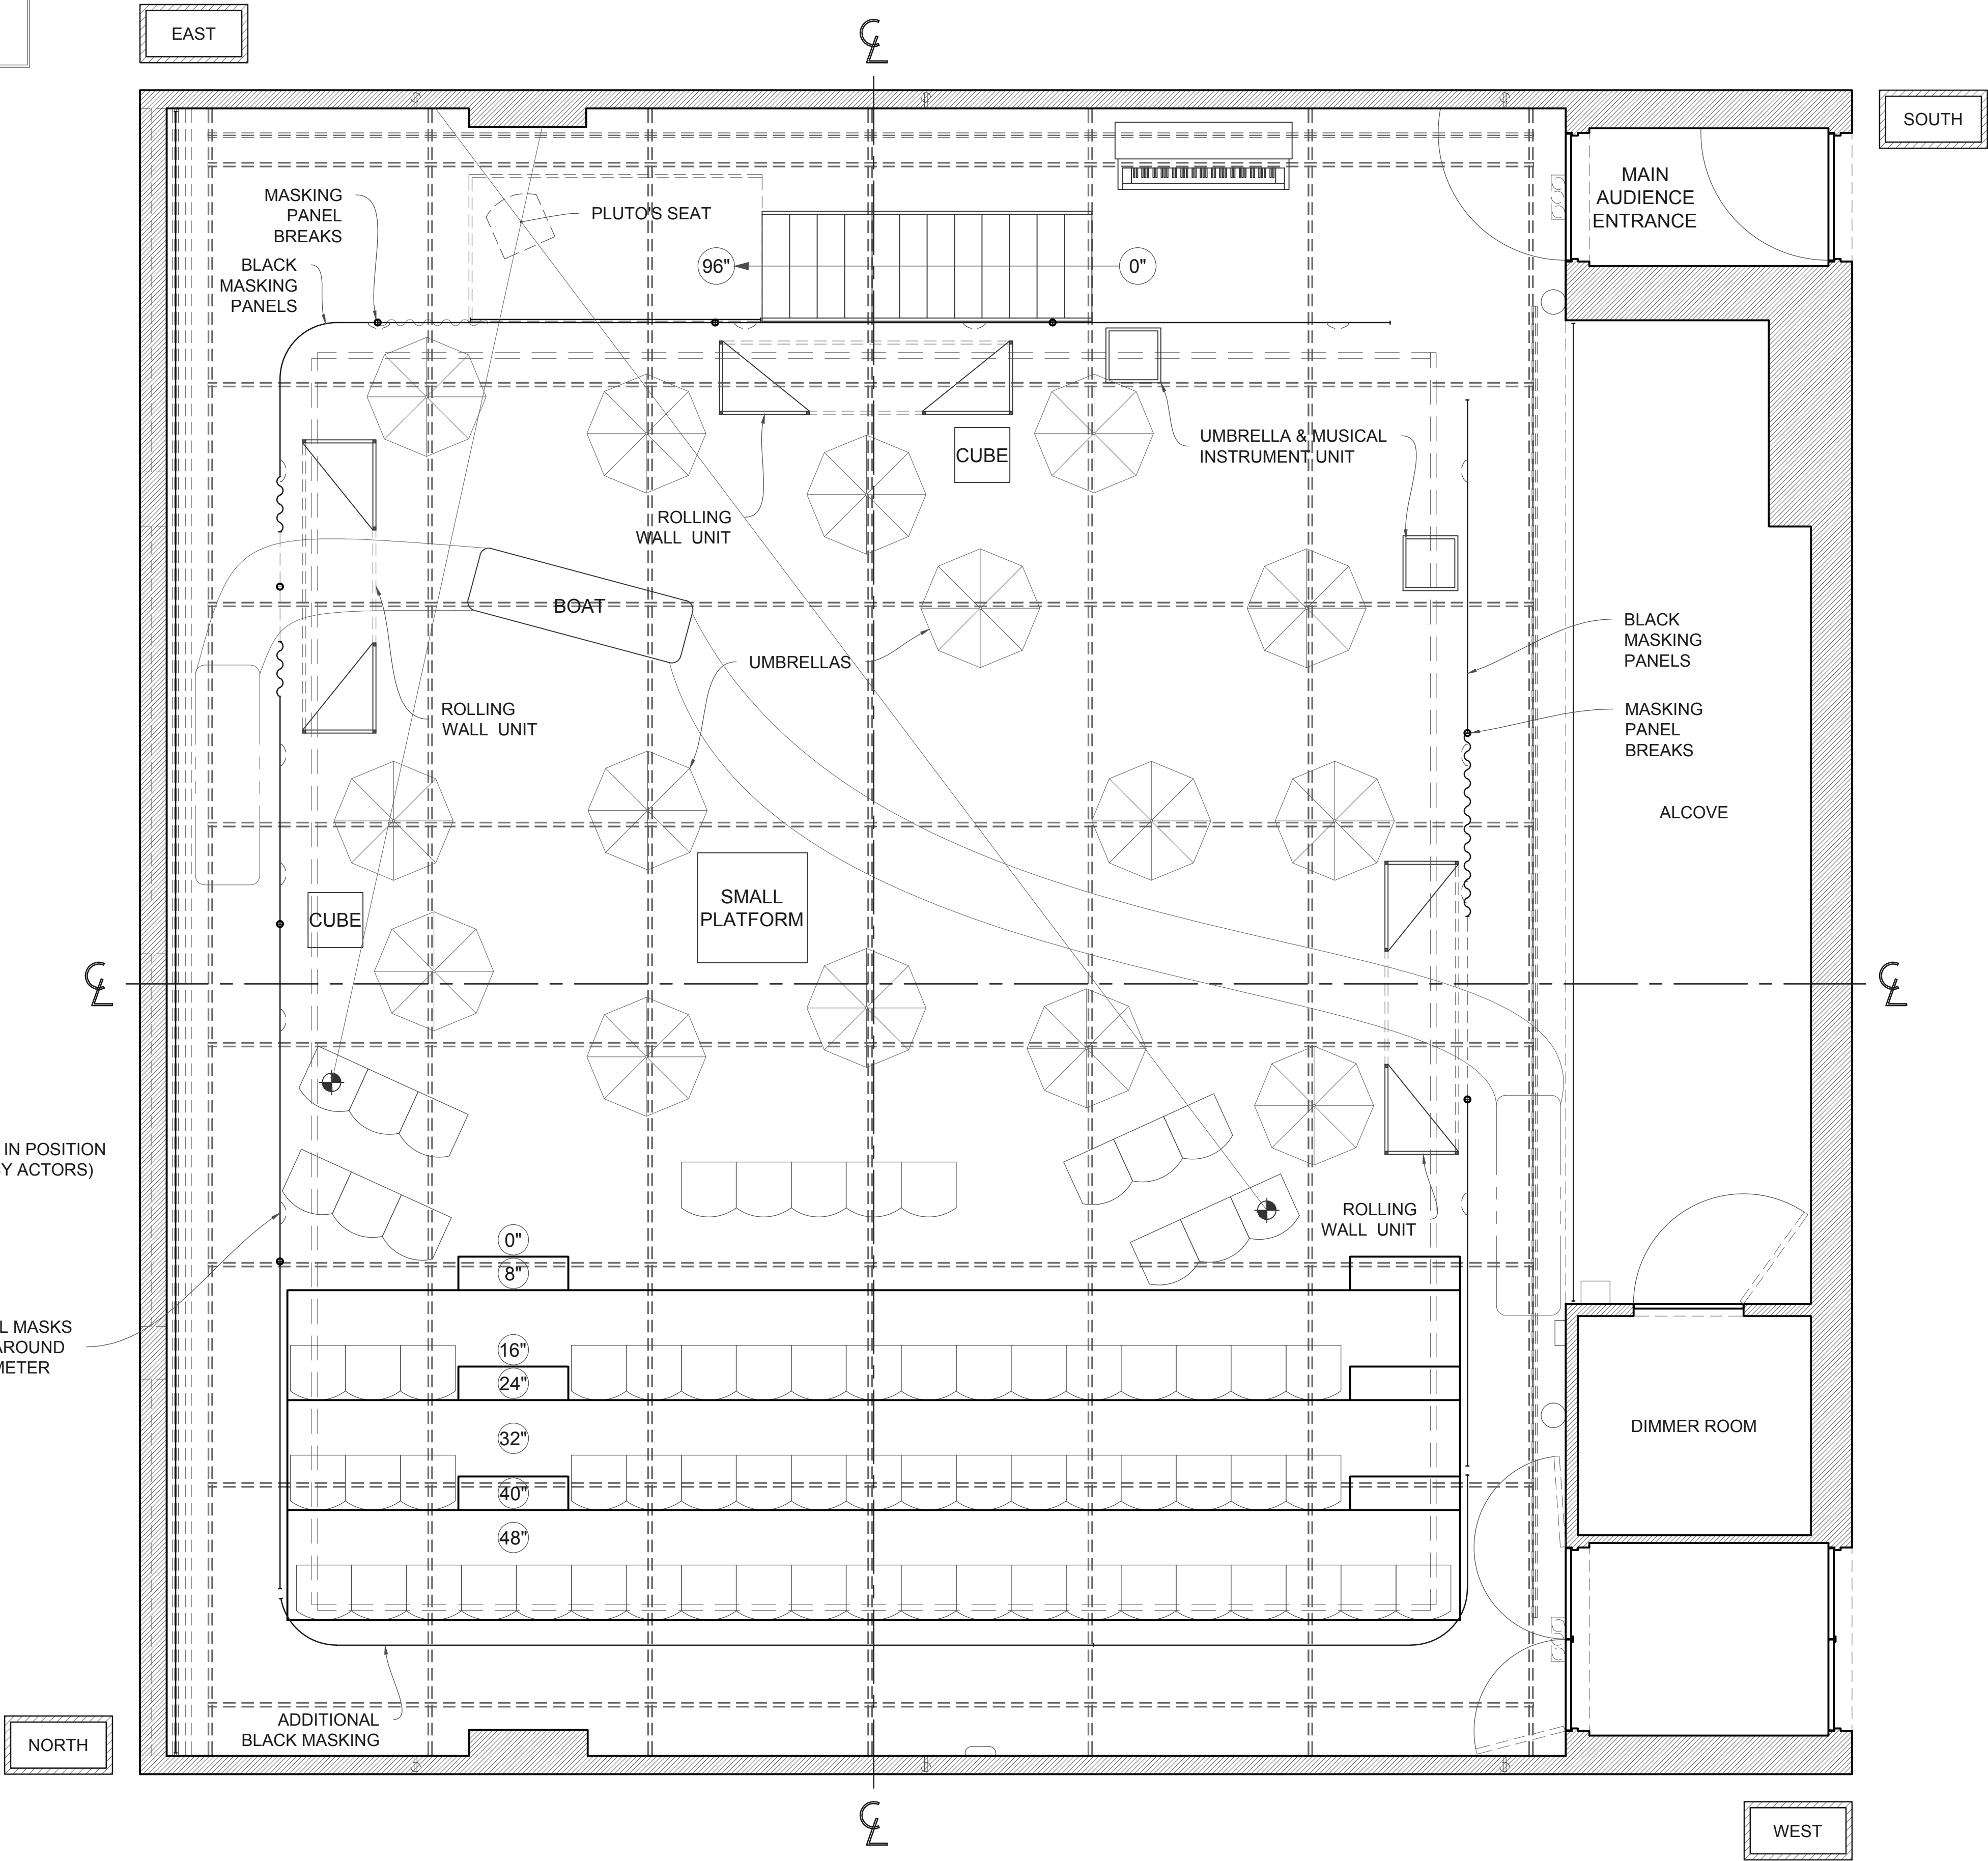 EAST
SOUTH
MAIN
AUDIENCE
ENTRANCE
MASKING
PANEL
BREAKS
PLUTO'S SEAT
BLACK
MASKING
PANELS
96"
0"
CUBE
UMBRELLA & MUSICAL
INSTRUMENT UNIT
ROLLING
WALL UNIT
BOAT
UMBRELLAS
BLACK
MASKING
PANELS
ROLLING
WALL UNIT
MASKING
PANEL
BREAKS
ALCOVE
SMALL
PLATFORM
CUBE
IN POSITION
Y ACTORS)
ROLLING
WALL UNIT
0"
8"
L MASKS
AROUND
METER
16"
24"
32"
40"
48"
DIMMER ROOM
ADDITIONAL
BLACK MASKING
NORTH
WEST